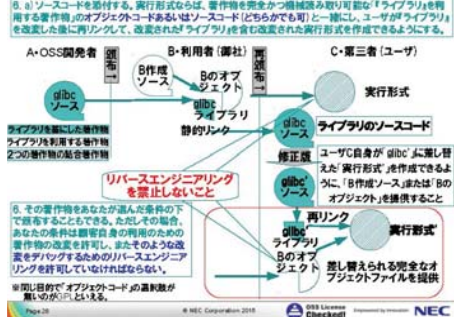 6. a) ソースコードを添付する。実行形式ならば、著作物を完全かつ機械読み取り可能な「『ライブラリ』を利用
する著作物」のオブジェクトコードあるいはソースコード(どちらかでも可)と一緒にし、ユーザが『ライブラリ』
を改変した後に再リンクして、改変された『ライブラリ』を含む改変された実行形式を作成できるようにする。
A・OSS開発者
頒布→
B・利用者(御社)
再頒布→
C・第三者(ユーザ)
B作成ソース
Bのオブジェクト
glibc
ソース
glibc
ライブラリ
静的リンク
実行形式
glibc
ソース
ライブラリのソースコード
ライブラリを基にした著作物
ライブラリを利用する著作物
2つの著作物の結合著作物
修正版
リバースエンジニアリング
を禁止しないこと
glibc'
ソース
ユーザC自身が「glibc'」に差し替
えた「実行形式'」を作成できる
ように、「B作成ソース」または「Bの
オブジェクト」を提供すること
6. その著作物をあなたが選んだ条件の下
で頒布することもできる。ただしその場合、
あなたの条件は顧客自身の利用のための
著作物の改変を許可し、またそのような改
変をデバッグするためのリバースエンジニア
リングを許可していなければならない。
再リンク
glibc'
ライブラリ
Bのオブジェクト
実行形式'
差し替えられる完全なオ
ブジェクトファイルを提供
※同じ目的で「オブジェクトコード」の選択肢が
無いのがGPLといえる。
Page 28
© NEC Corporation 2015
OSS License
Checked!!
Empowered by Innovation
NEC